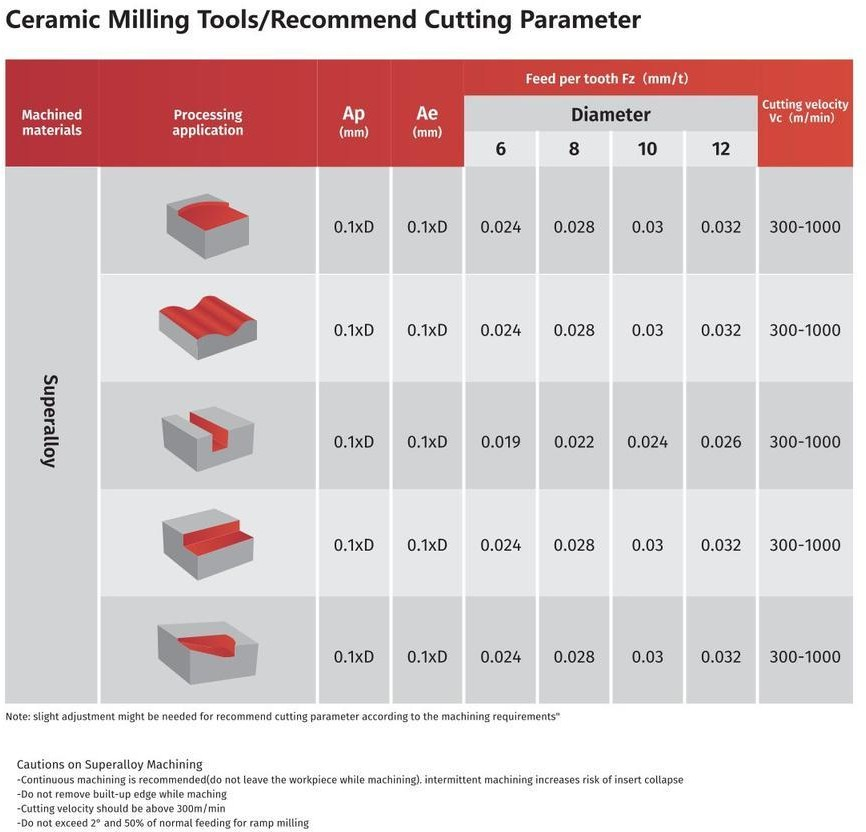 Ceramic Milling Tools/Recommend Cutting Parameter
Machined materials
Processing application
Ap (mm)
Ae (mm)
Feed per tooth Fz (mm/t)
Diameter
6 8 10 12
Cutting velocity Vc (m/min)
Superalloy
0.1xD 0.1xD 0.024 0.028 0.03 0.032 300-1000
0.1xD 0.1xD 0.024 0.028 0.03 0.032 300-1000
0.1xD 0.1xD 0.019 0.022 0.024 0.026 300-1000
0.1xD 0.1xD 0.024 0.028 0.03 0.032 300-1000
0.1xD 0.1xD 0.024 0.028 0.03 0.032 300-1000
Note: slight adjustment might be needed for recommend cutting parameter according to the machining requirements"
Cautions on Superalloy Machining
-Continuous machining is recommended(do not leave the workpiece while machining). intermittent machining increases risk of insert collapse
-Do not remove built-up edge while maching
-Cutting velocity should be above 300m/min
-Do not exceed 2° and 50% of normal feeding for ramp milling